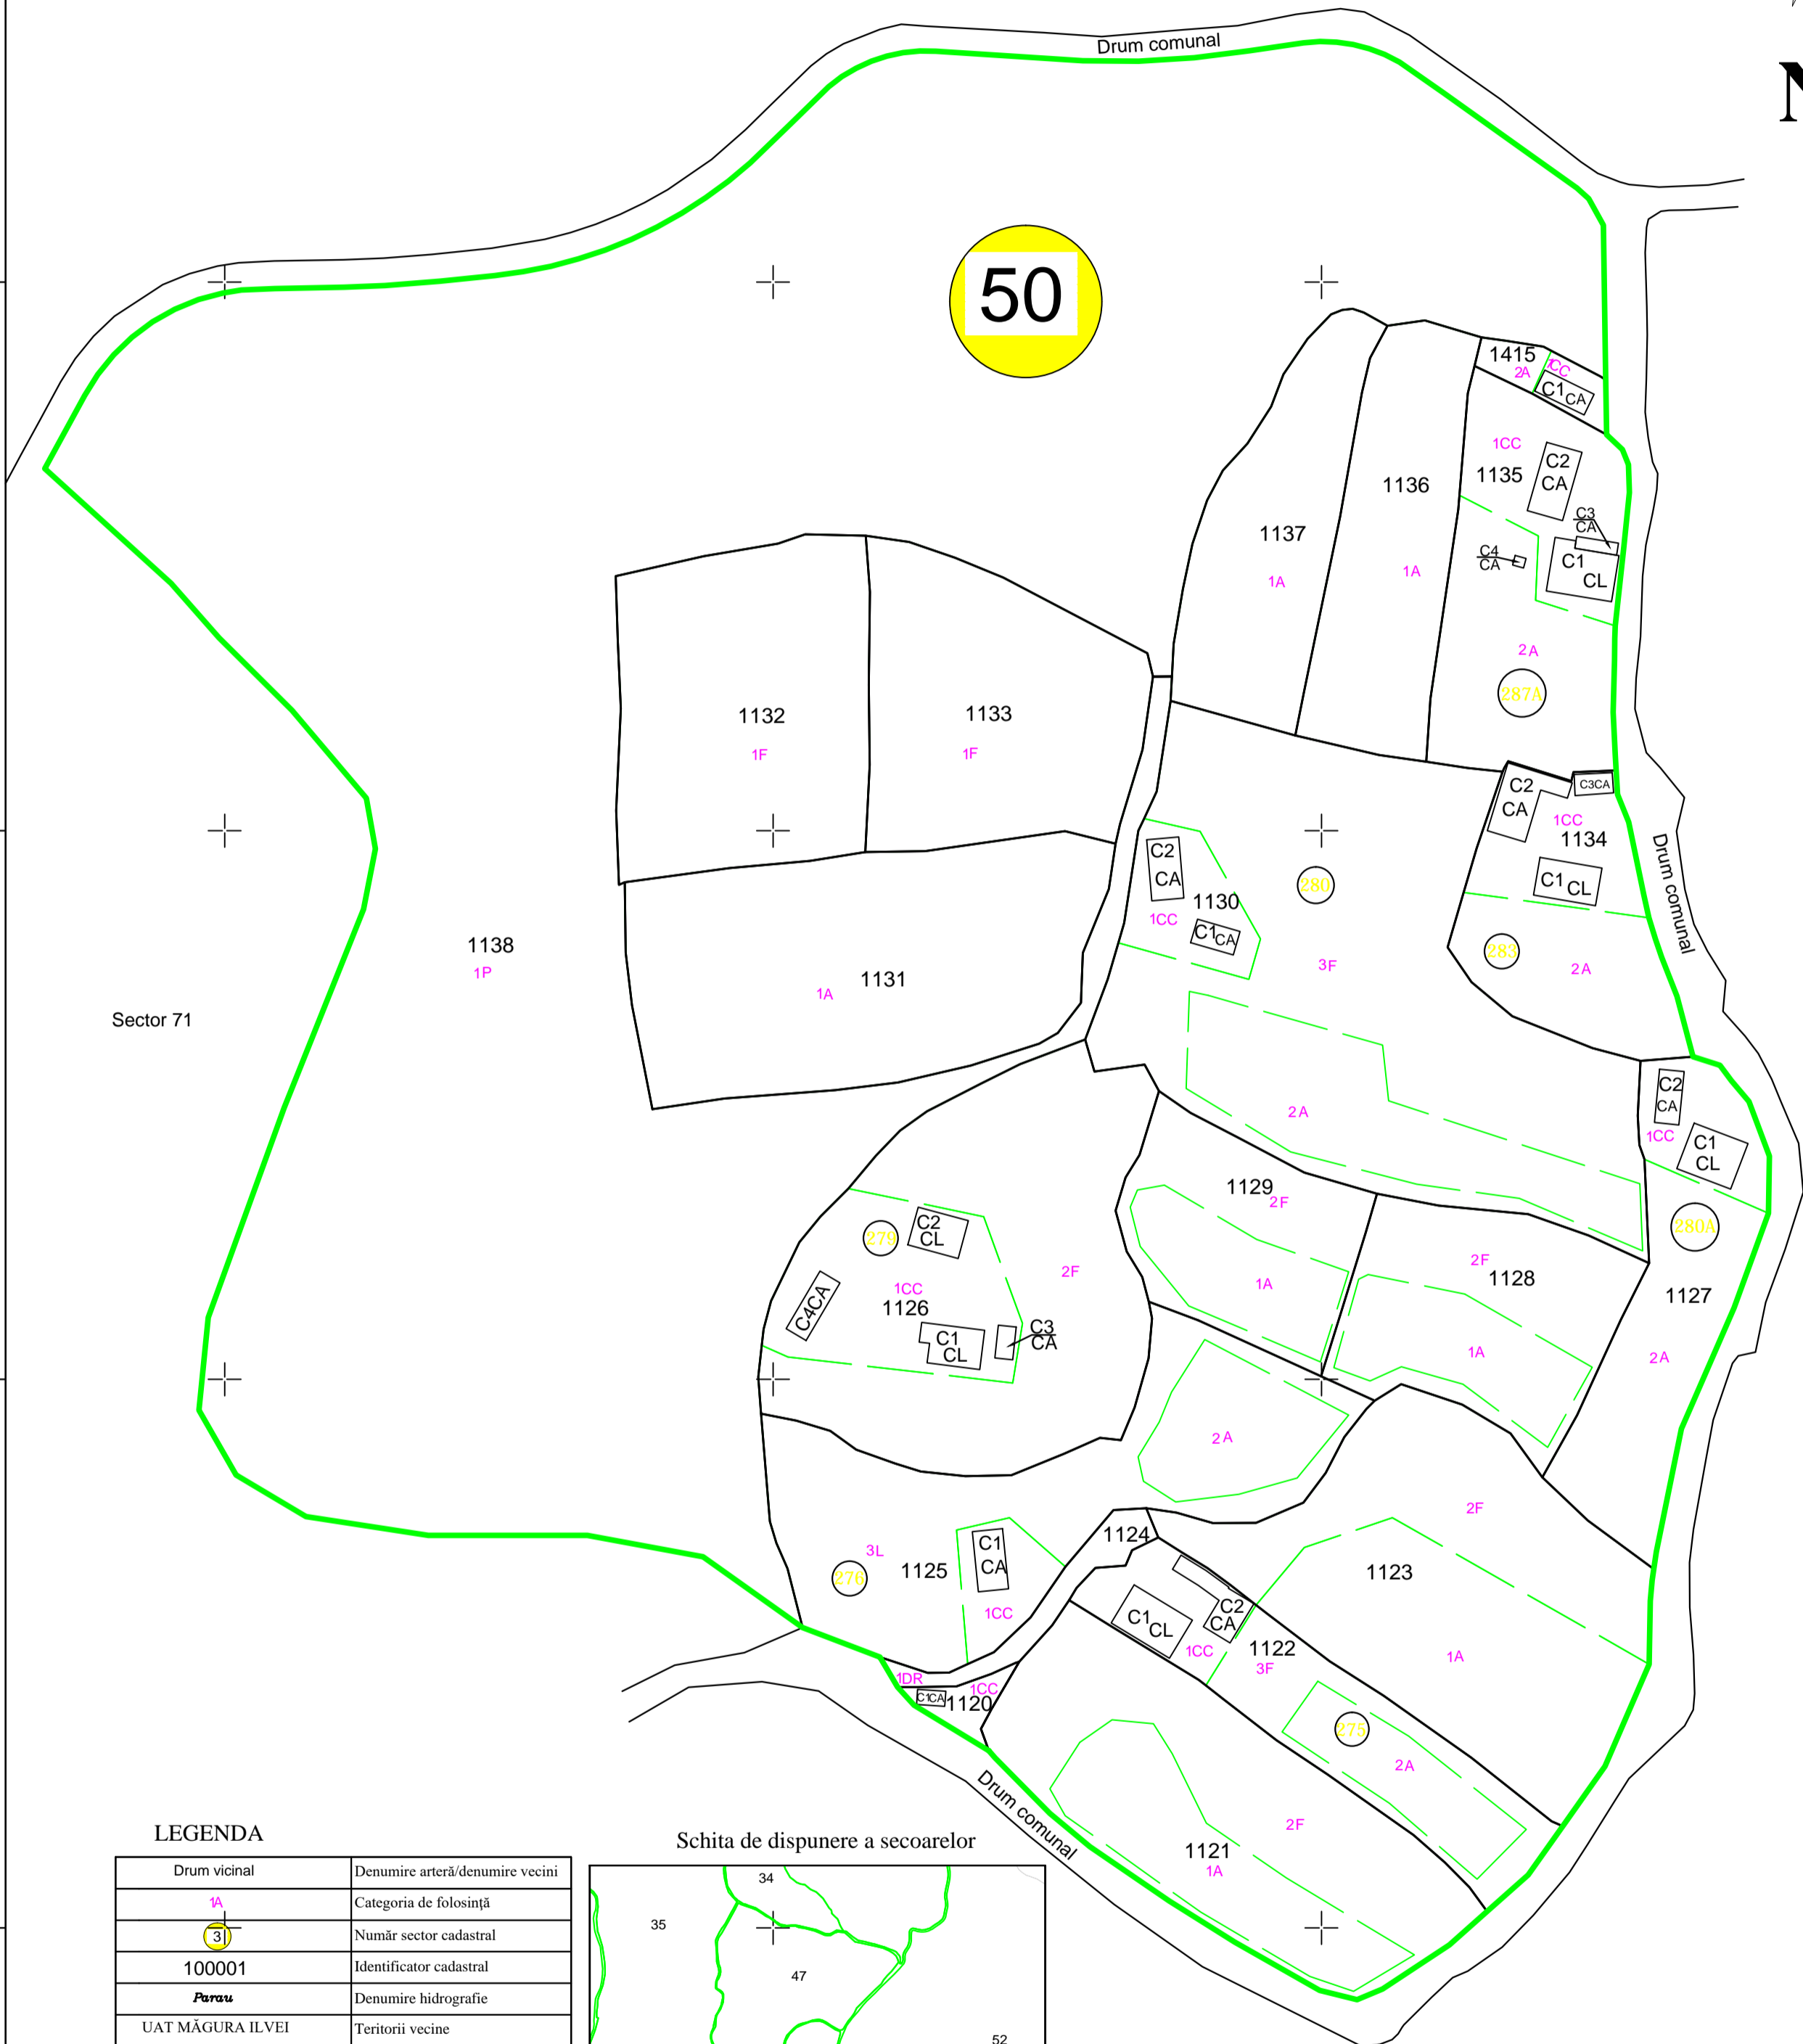 Drum comunal
N
50
1415
2A
1CC
C1 CA
1CC
1135
C2
CA
C3
CA
C4
CA
C1
CL
2A
287A
1136
1A
1137
1A
1132
1F
1133
1F
C2
CA
C3CA
1CC
1134
C1 CL
283
2A
Drum comunal
C2
CA
1130
1CC
C1 CA
280
3F
2A
1138
1P
1131
1A
Sector 71
C2
CA
1CC
C1
CL
280A
1127
2A
1129
2F
1A
2F
1128
1A
279
C2
CL
2F
1CC
1126
C4CA
C1
CL
C3
CA
2A
3L
1125
276
C1
CA
1CC
1124
2F
1123
1A
C1 CL
C2
CA
1CC
1122
3F
1DR
1CC
C1CA
1120
275
2A
Drum comunal
2F
1121
1A
LEGENDA
Drum vicinal Denumire arteră/denumire vecini
1A Categoria de folosință
3 Număr sector cadastral
100001 Identificator cadastral
Parau Denumire hidrografie
UAT MĂGURA ILVEI Teritorii vecine
Schita de dispunere a secoarelor
34
35
47
52